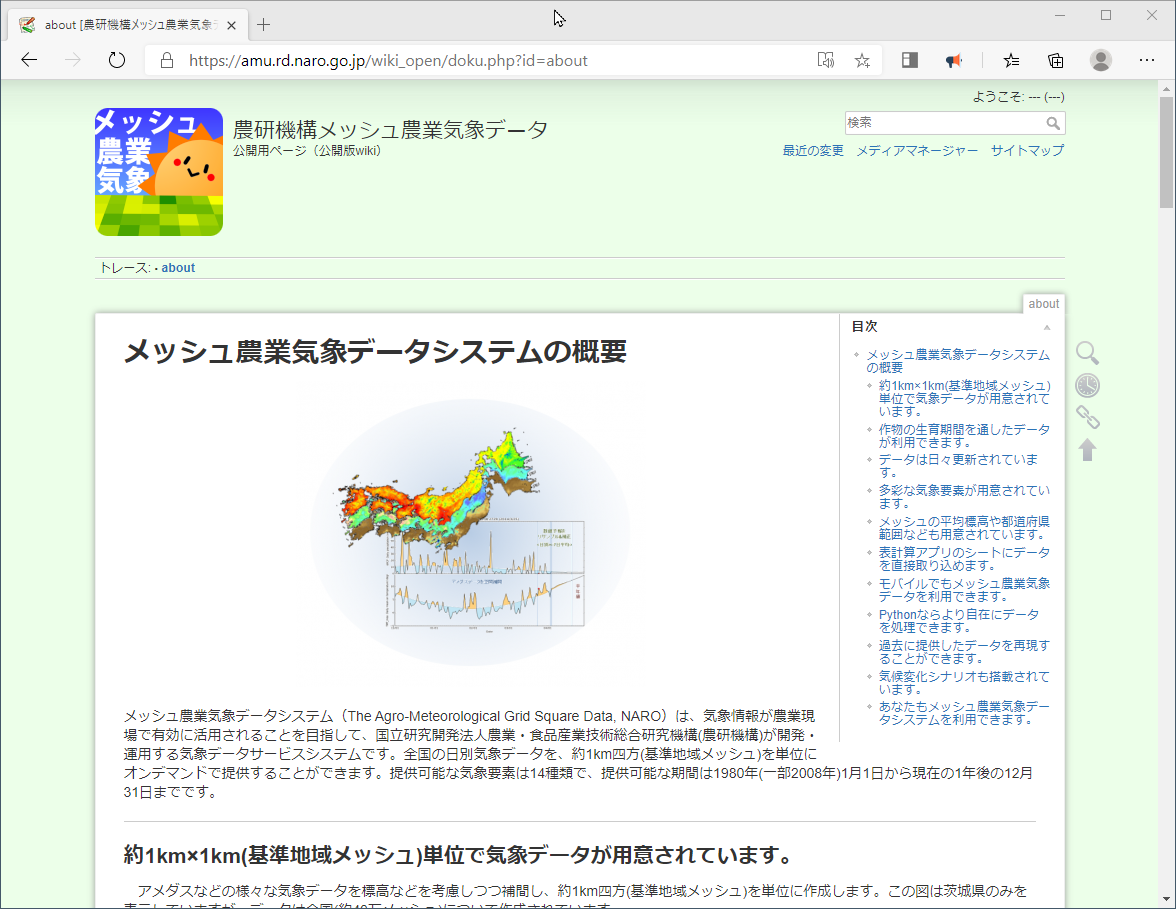 about [農研機構メッシュ農業気象デ
https://amu.rd.naro.go.jp/wiki_open/doku.php?id=about
ようこそ: --- (---)
メッシュ
農業
気象
農研機構メッシュ農業気象データ
公開用ページ（公開版wiki）
検索
最近の変更 メディアマネージャー サイトマップ
トレース: • about
about
メッシュ農業気象データシステムの概要
目次
メッシュ農業気象データシステム
の概要
約1km×1km(基準地域メッシュ)
単位で気象データが用意されて
います。
作物の生育期間を通したデータ
が利用できます。
データは日々更新されていま
す。
多彩な気象要素が用意されてい
ます。
メッシュの平均標高や都道府県
範囲なども用意されています。
表計算アプリのシートにデータ
を直接取り込めます。
モバイルでもメッシュ農業気象
データを利用できます。
Pythonならより自在にデータ
を処理できます。
過去に提供したデータを再現す
ることができます。
気候変化シナリオも搭載されて
います。
あなたもメッシュ農業気象デー
タシステムを利用できます。
メッシュ農業気象データシステム（The Agro-Meteorological Grid Square Data, NARO）は、気象情報が農業現
場で有効に活用されることを目指して、国立研究開発法人農業・食品産業技術総合研究機構(農研機構)が開発・
運用する気象データサービスシステムです。全国の日別気象データを、約1km四方(基準地域メッシュ)を単位に
オンデマンドで提供することができます。提供可能な気象要素は14種類で、提供可能な期間は1980年(一部2008年)1月1日から現在の1年後の12月
31日までです。
約1km×1km(基準地域メッシュ)単位で気象データが用意されています。
アメダスなどの様々な気象データを標高などを考慮しつつ補間し、約1km四方(基準地域メッシュ)を単位に作成します。この図は茨城県のみを